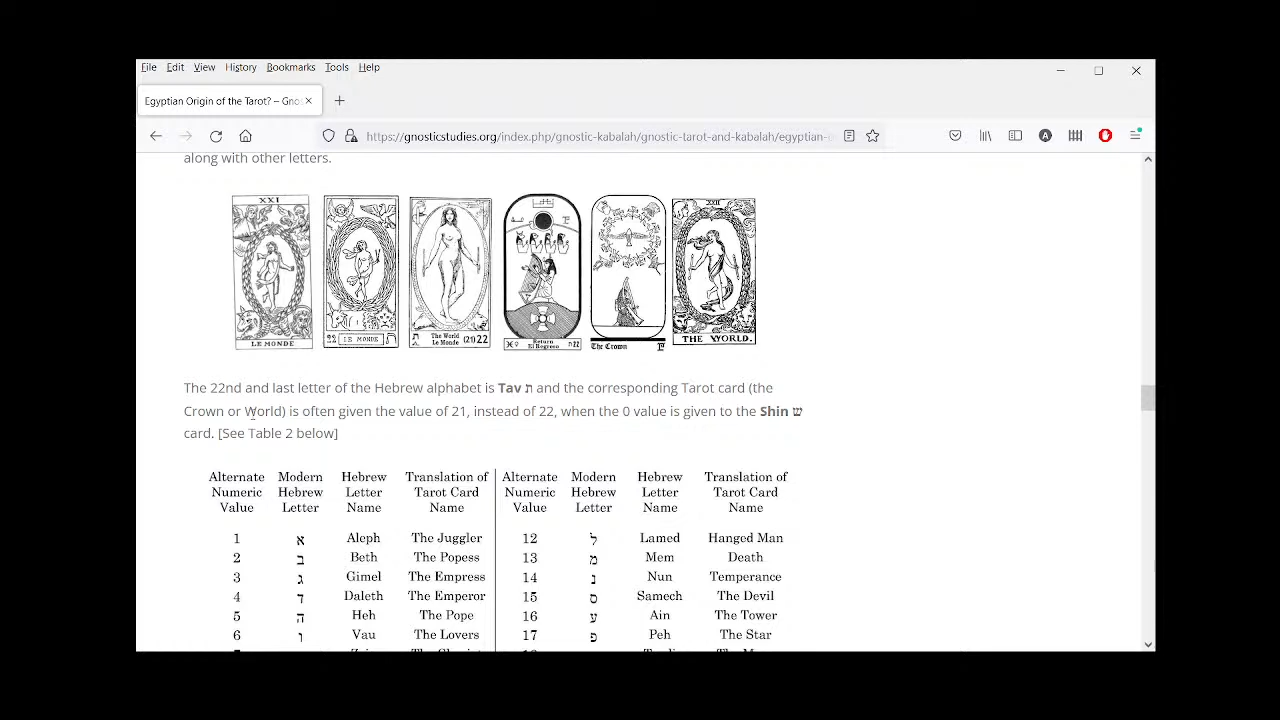 File Edit View History Bookmarks Tools Help
Egyptian Origin of the Tarot? – Gno
https://gnosticstudies.org/index.php/gnostic-kabalah/gnostic-tarot-and-kabalah/egyptian-
along with other letters.
XXI XXII
LE MONDE 22 LE MONDE ת The World Le Monde (21) 22 Return El Regreso 22 The Crown THE WORLD.
The 22nd and last letter of the Hebrew alphabet is Tav ת and the corresponding Tarot card (the
Crown or World) is often given the value of 21, instead of 22, when the 0 value is given to the Shin ש
card. [See Table 2 below]
Alternate Modern Hebrew Translation of Alternate Modern Hebrew Translation of
Numeric Hebrew Letter Tarot Card Numeric Hebrew Letter Tarot Card
Value Letter Name Name Value Letter Name Name
1 א Aleph The Juggler 12 ל Lamed Hanged Man
2 ב Beth The Popess 13 מ Mem Death
3 ג Gimel The Empress 14 נ Nun Temperance
4 ד Daleth The Emperor 15 ס Samech The Devil
5 ה Heh The Pope 16 ע Ain The Tower
6 ו Vau The Lovers 17 פ Peh The Star